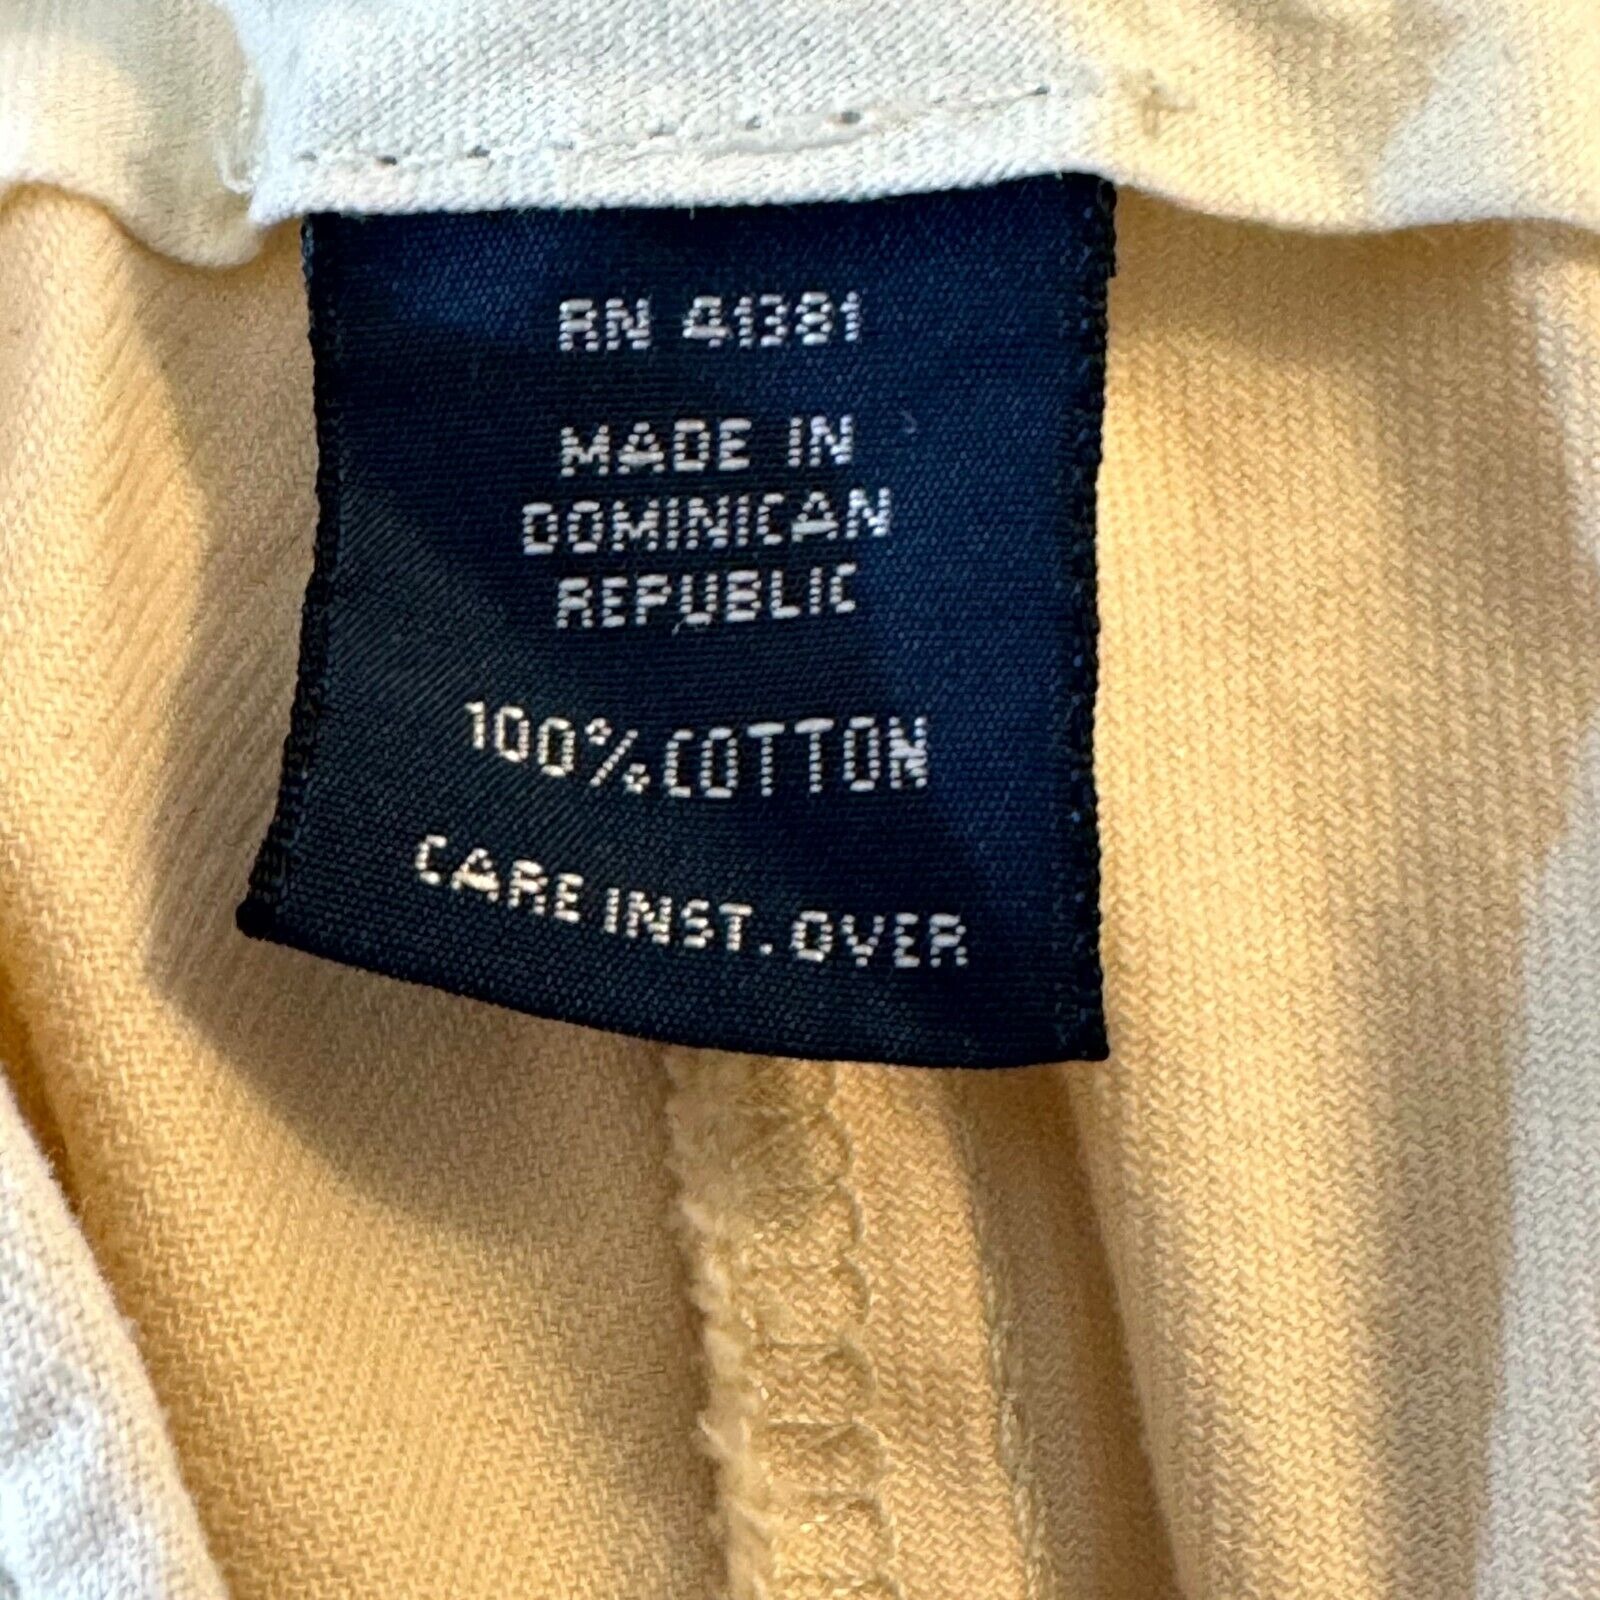 RN 41381
MADE IN
DOMINICAN
REPUBLIC
100% COTTON
CARE INST. OVER